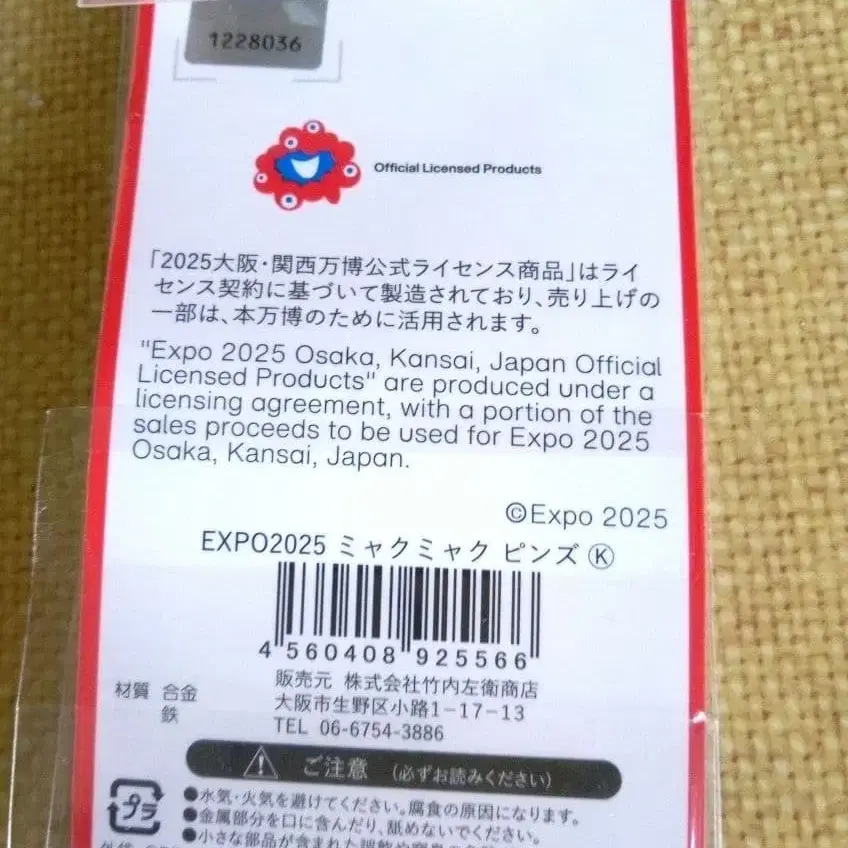 1228036
Official Licensed Products
「2025大阪・関西万博公式ライセンス商品」はライ
センス契約に基づいて製造されており、売り上げの
一部は、本万博のために活用されます。
"Expo 2025 Osaka, Kansai, Japan Official
Licensed Products" are produced under a
licensing agreement, with a portion of the
sales proceeds to be used for Expo 2025
Osaka, Kansai, Japan.
©Expo 2025
EXPO2025 ミャクミャク ピンズ Ⓚ
4 560408 925566
材質 合金
鉄
販売元 株式会社竹内左衛商店
大阪市生野区小路1-17-13
TEL 06-6754-3886
ご注意 (必ずお読みください)
プラ
●水気・火気を避けてください。腐食の原因になります。
●金属部分を口に含んだり、舐めないでください。
●小さな部品が含まれた